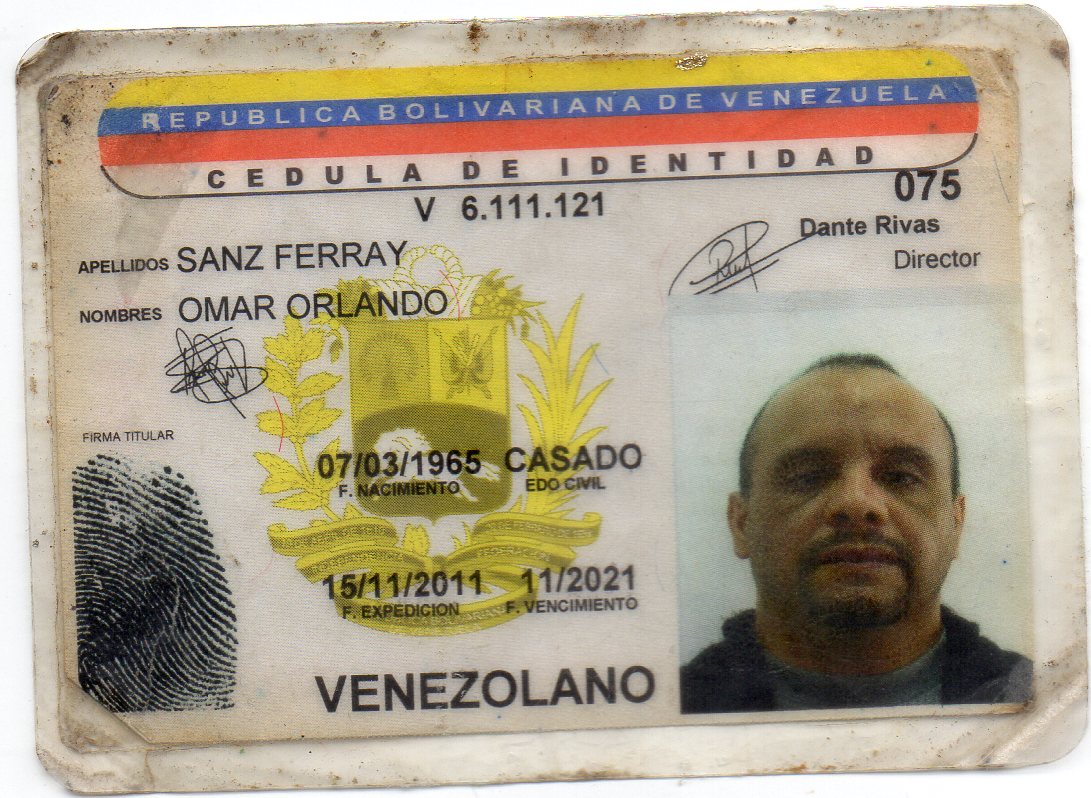 REPUBLICA BOLIVARIANA DE VENEZUELA
CEDULA DE IDENTIDAD
V 6.111.121
075
Dante Rivas
Director
APELLIDOS SANZ FERRAY
NOMBRES OMAR ORLANDO
FIRMA TITULAR
07/03/1965 CASADO
F. NACIMIENTO EDO CIVIL
15/11/2011 11/2021
F. EXPEDICION F. VENCIMIENTO
VENEZOLANO